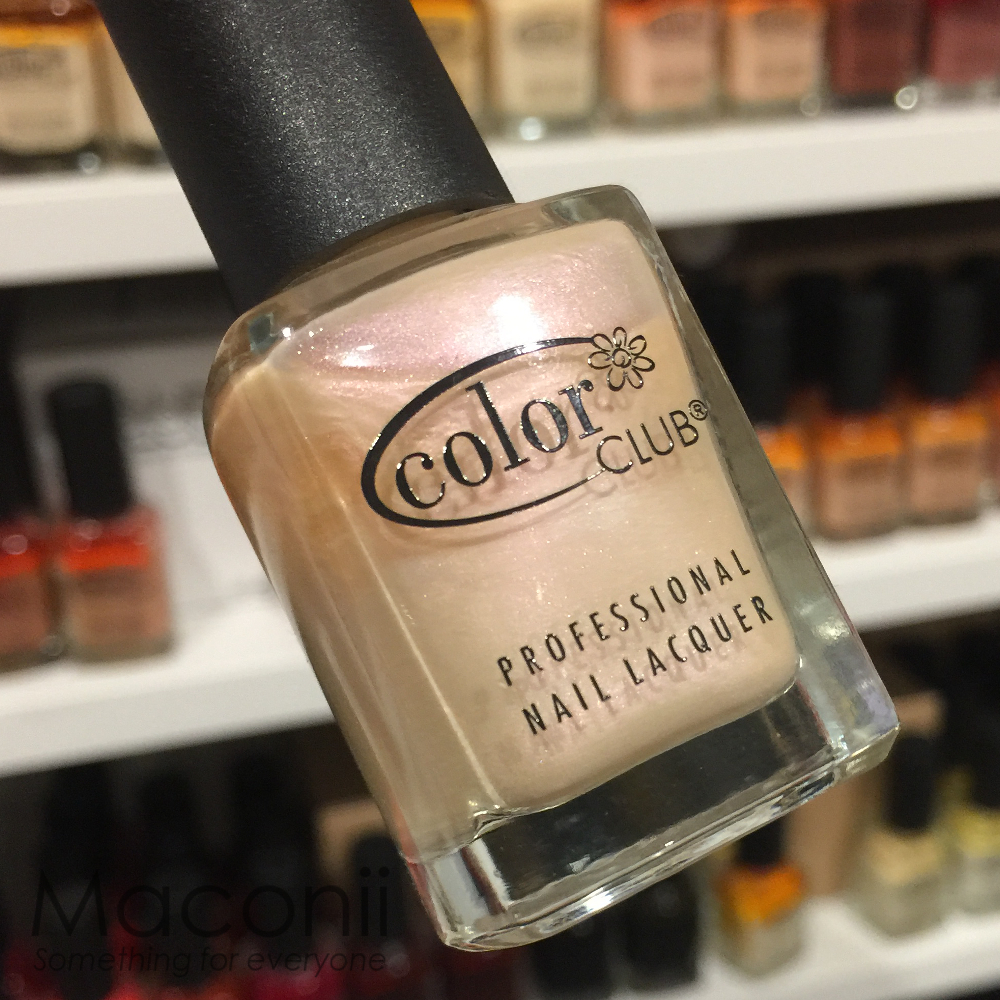 color
CLUB®
PROFESSIONAL
NAIL LACQUER
Maconii
Something for everyone